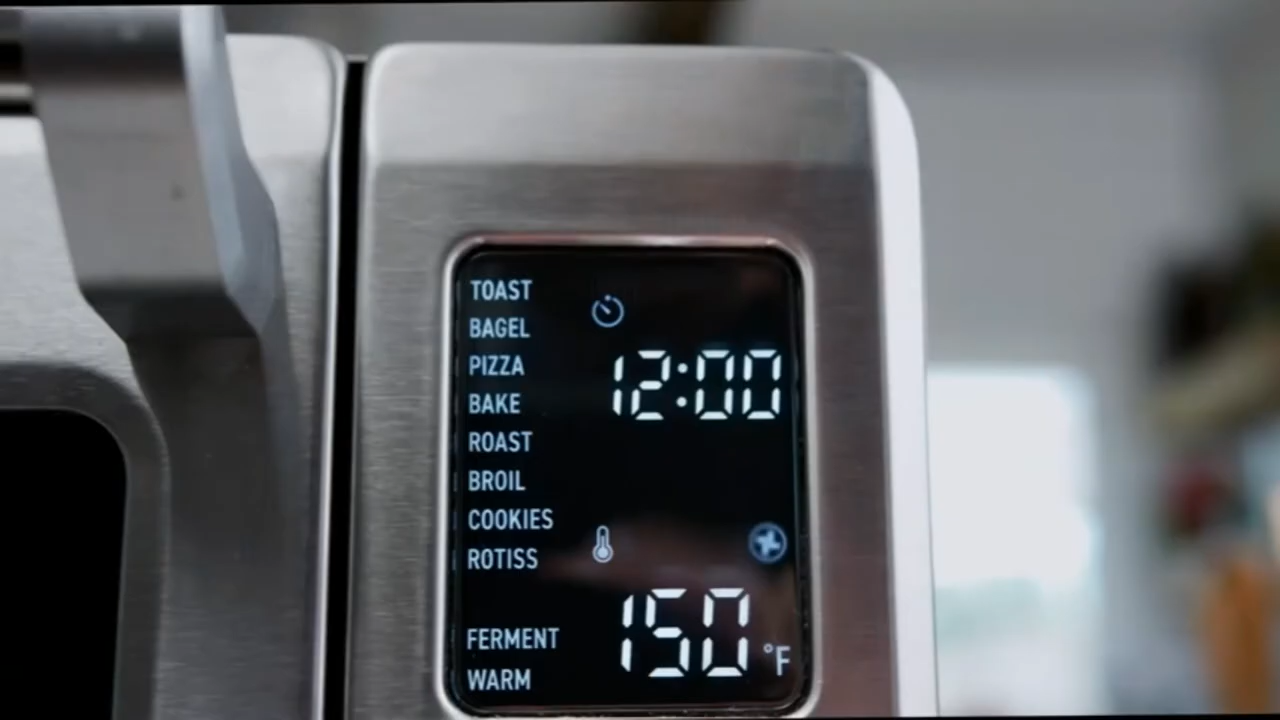 TOAST
BAGEL
PIZZA
12:00
BAKE
ROAST
BROIL
COOKIES
ROTISS
150 °F
FERMENT
WARM